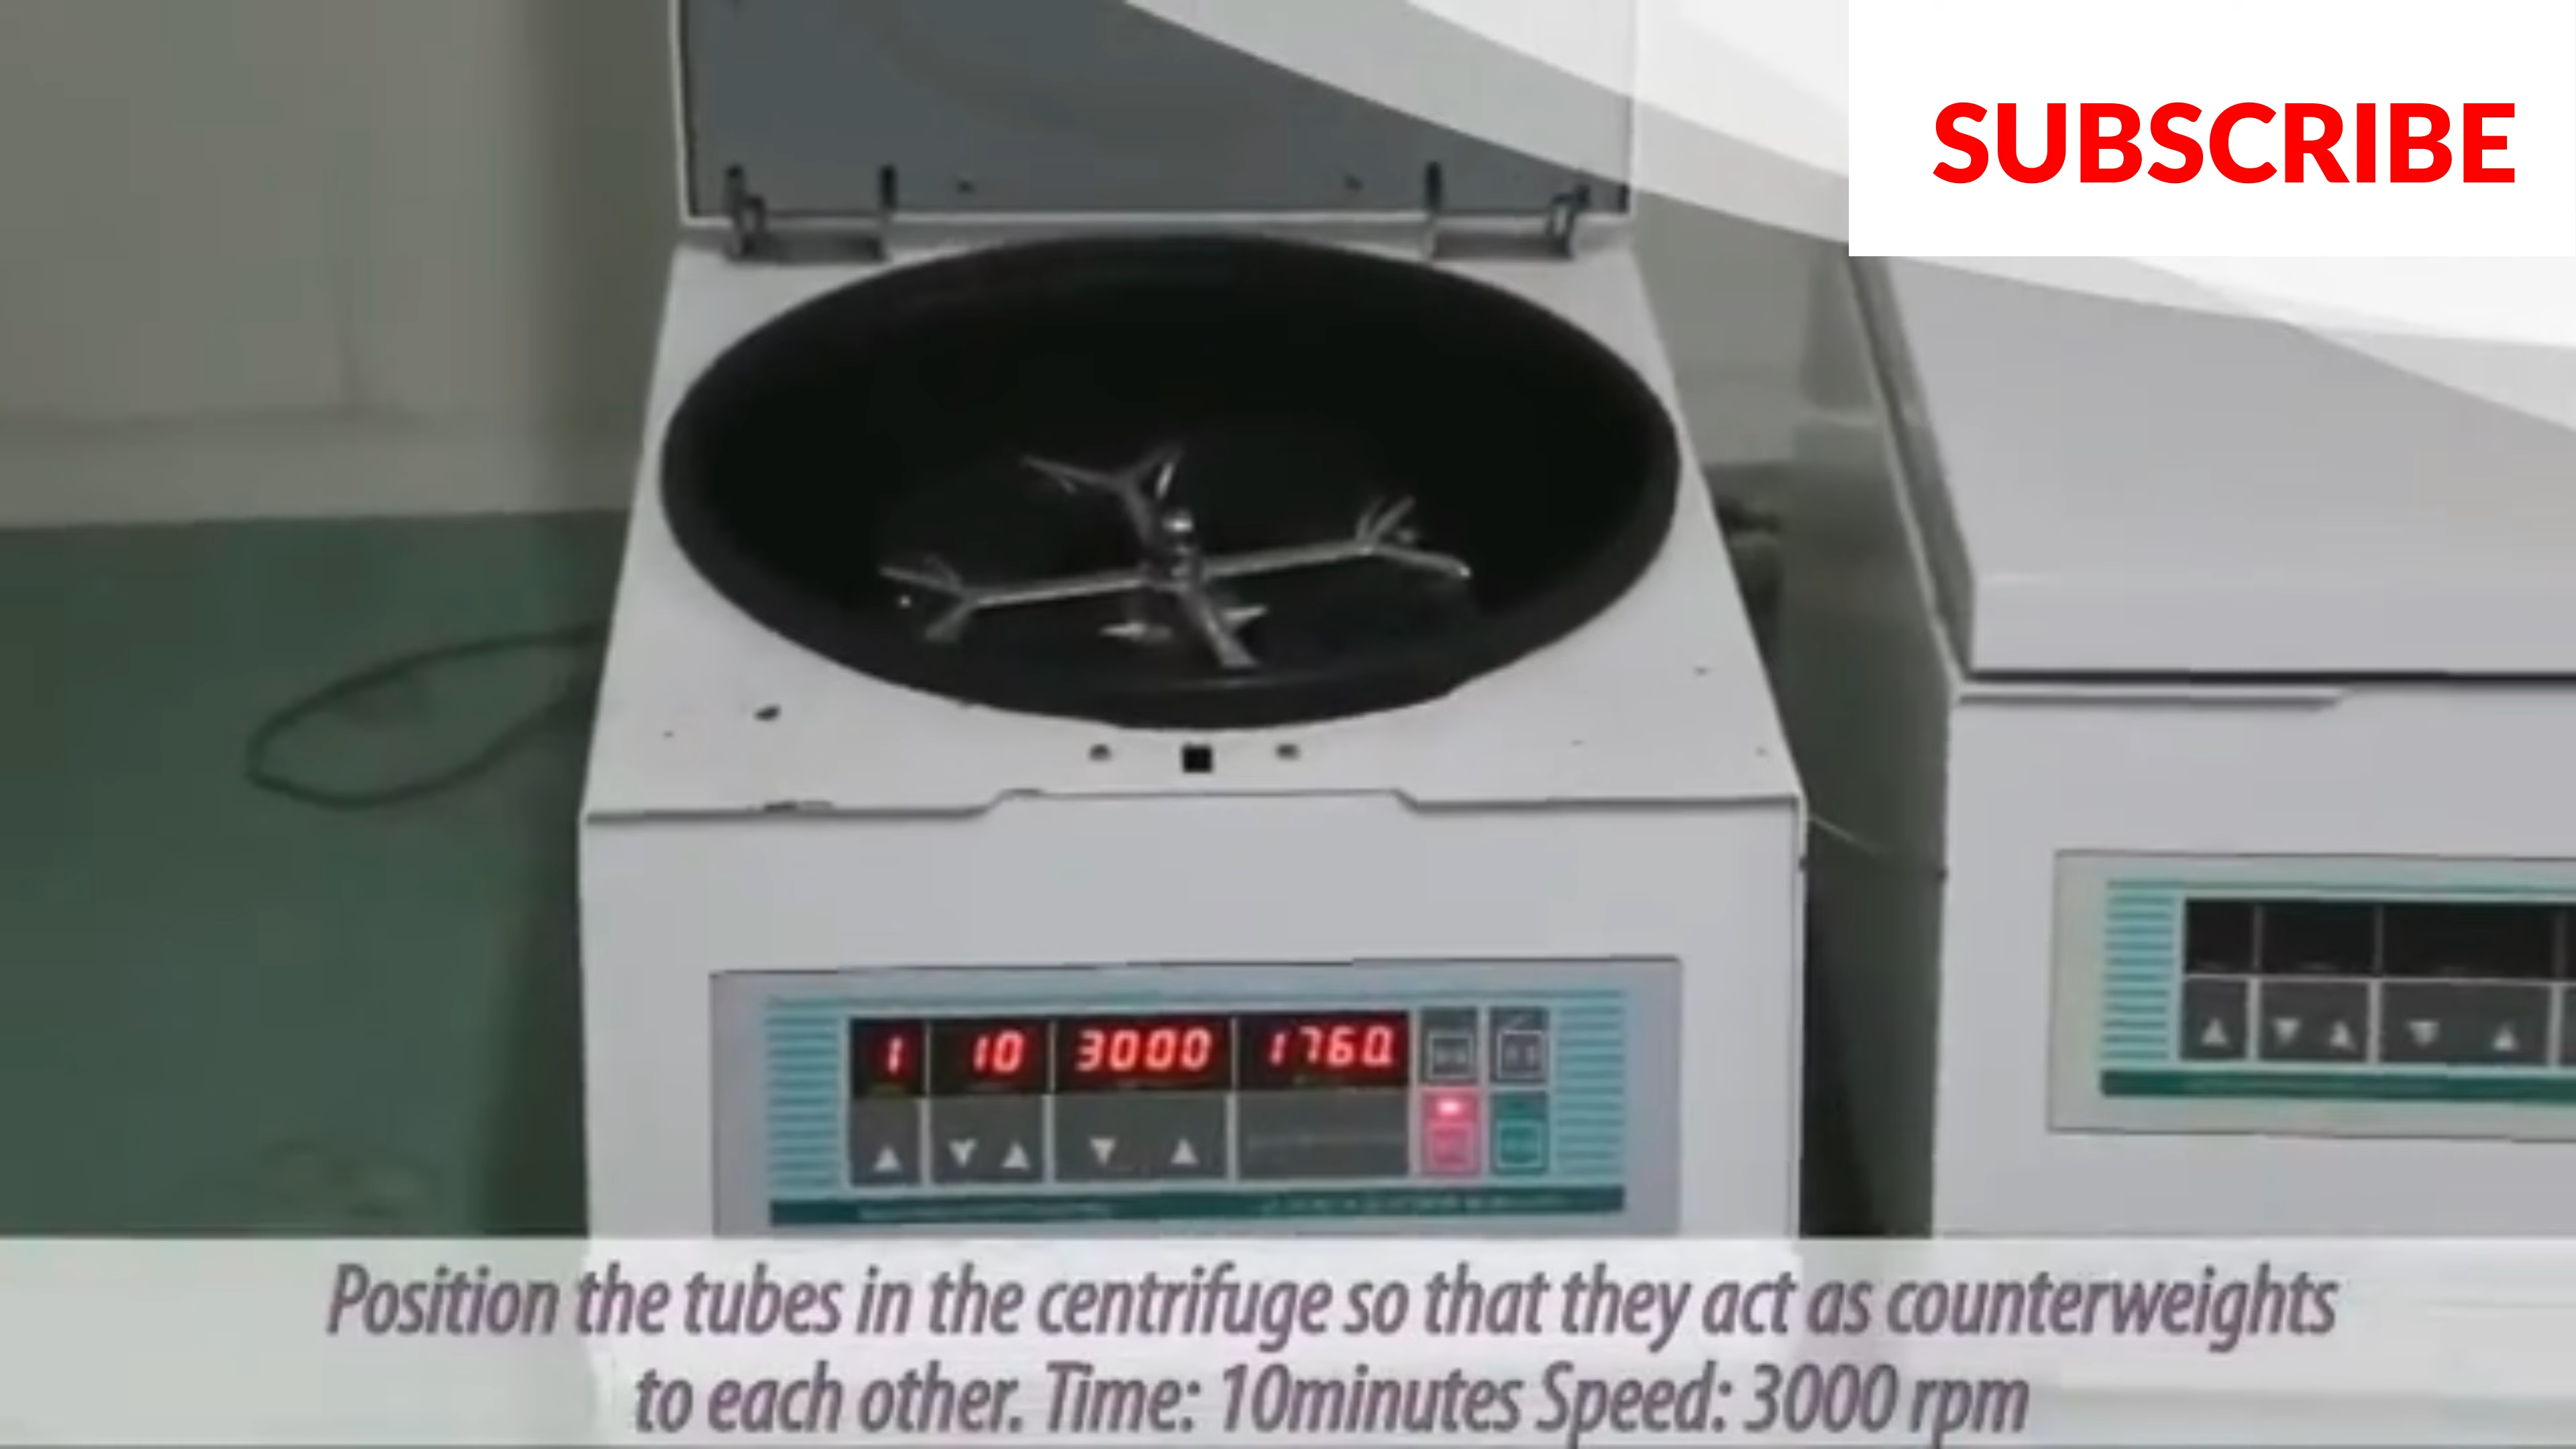 SUBSCRIBE
1 10 3000 1760
Position the tubes in the centrifuge so that they act as counterweights
to each other. Time: 10minutes Speed: 3000 rpm